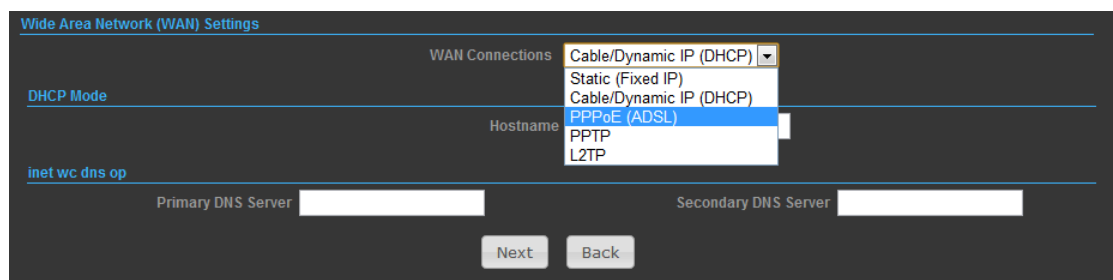 Wide Area Network (WAN) Settings
WAN Connections Cable/Dynamic IP (DHCP)
Static (Fixed IP)
Cable/Dynamic IP (DHCP)
PPPoE (ADSL)
PPTP
L2TP
DHCP Mode
Hostname
inet wc dns op
Primary DNS Server Secondary DNS Server
Next Back